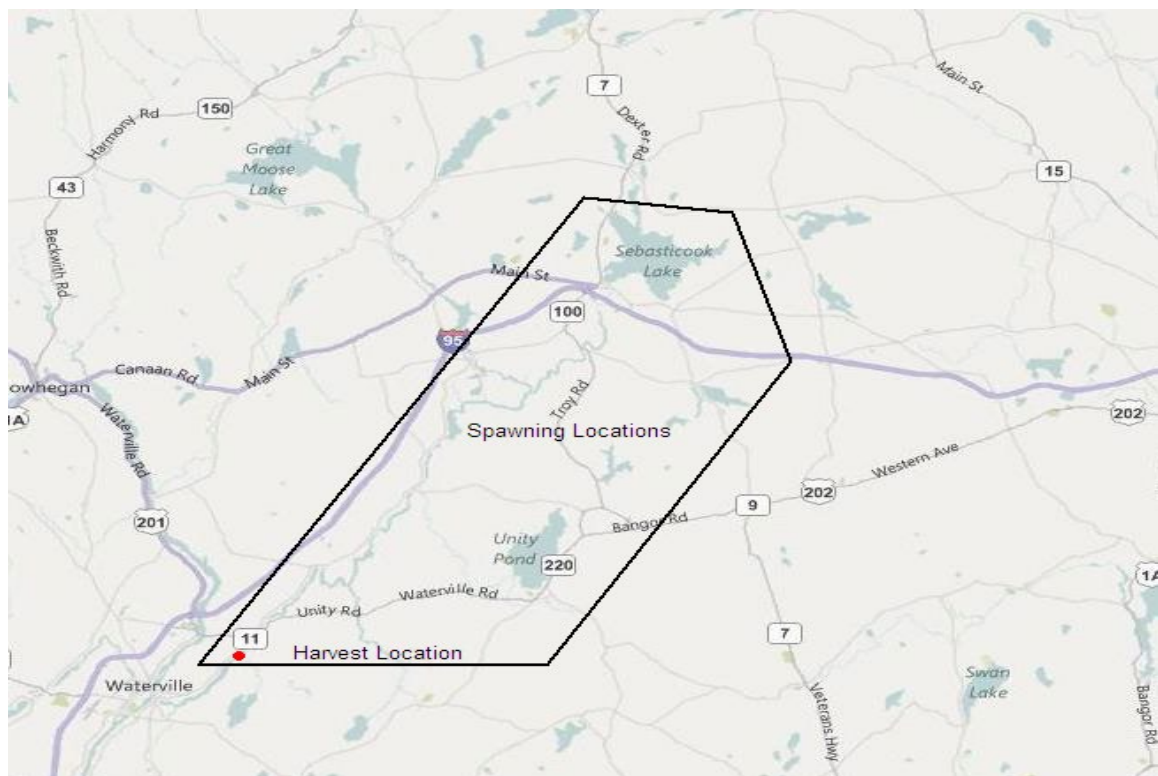 7
Main St
Dexter Rd
150
Harmony Rd
Great
Moose
Lake
15
43
Beckwith Rd
Sebasticook
Lake
Main St
100
95
Canaan Rd
Main St
owhegan
1A
Troy Rd
202
Waterville Rd
Spawning Locations
Western Ave
202
9
201
Bangor Rd
Unity
Pond
220
1A
Waterville Rd
Unity Rd
11
7
Harvest Location
Swan
Lake
Waterville
Veterans Hwy
Bangor Rd